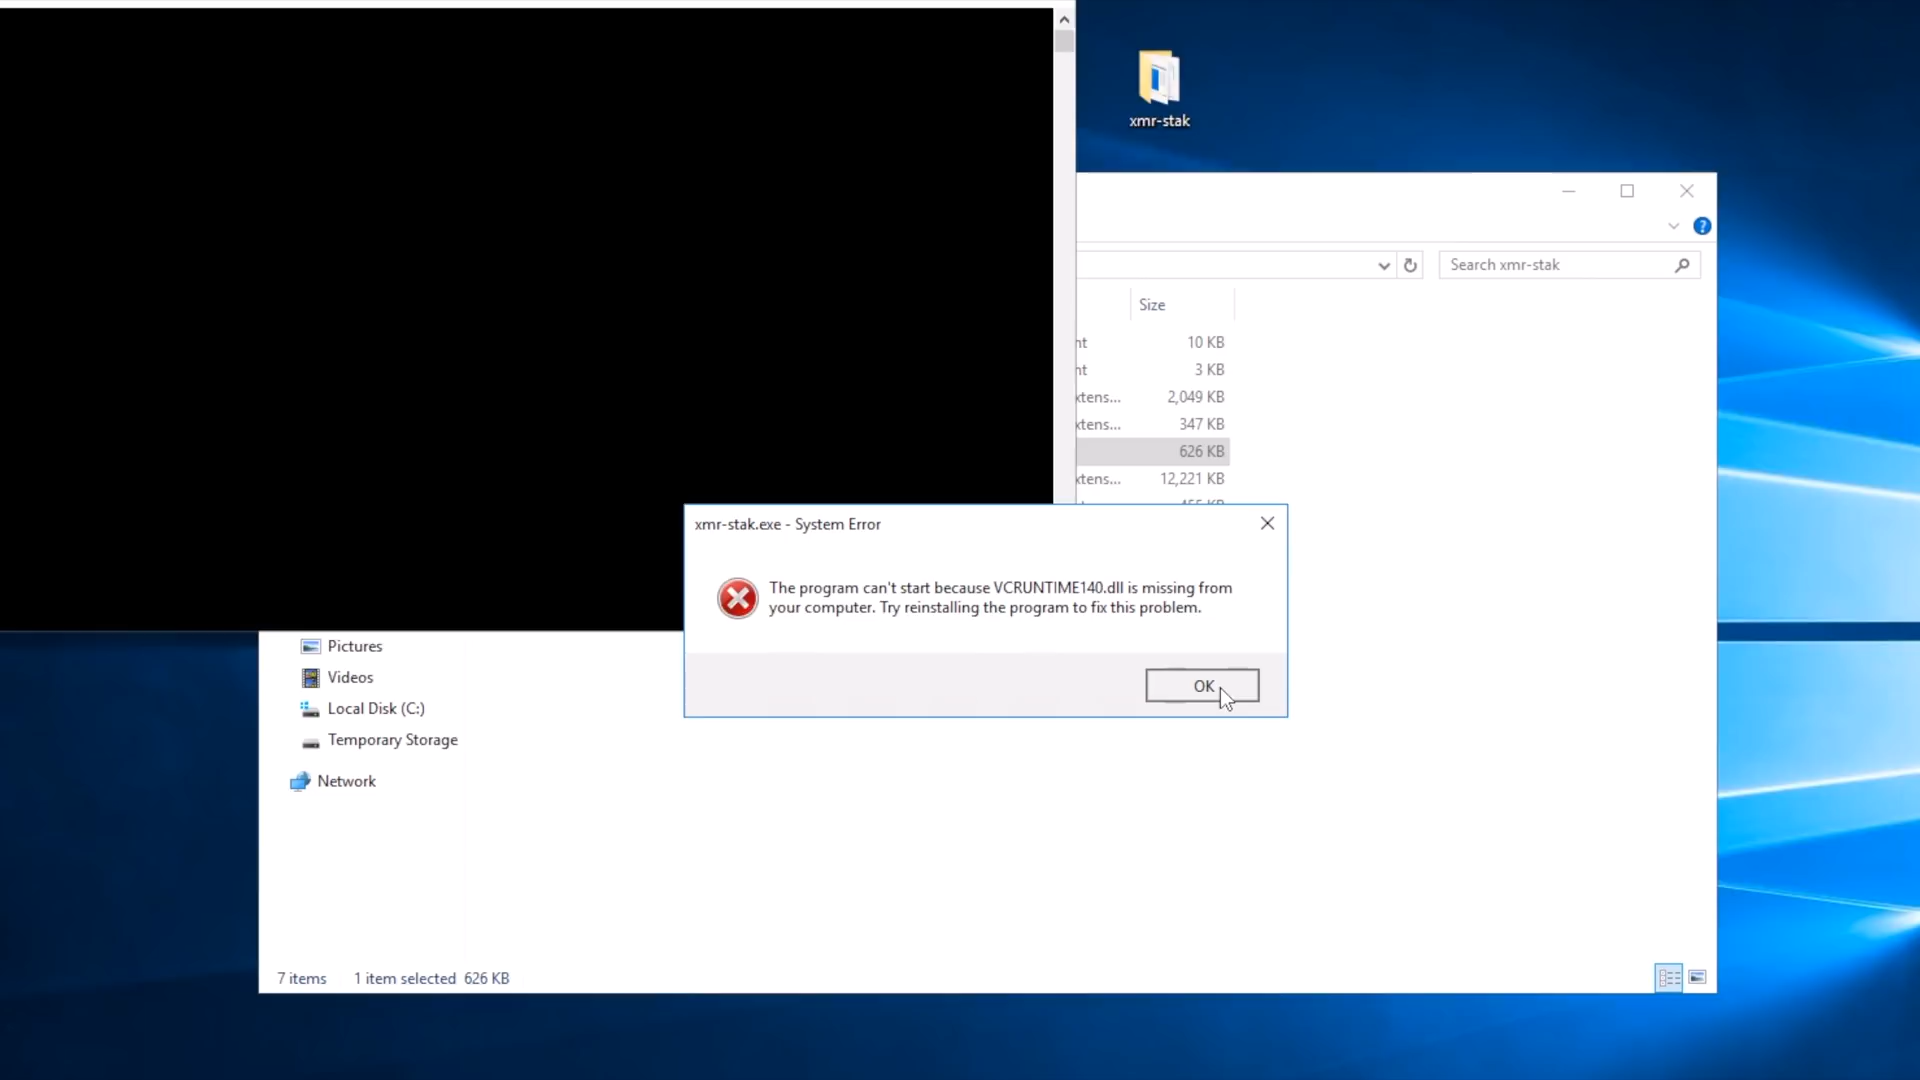 xmr-stak
Search xmr-stak
Size
nt 10 KB
nt 3 KB
xtens... 2,049 KB
xtens... 347 KB
626 KB
xtens... 12,221 KB
xmr-stak.exe - System Error
The program can't start because VCRUNTIME140.dll is missing from
your computer. Try reinstalling the program to fix this problem.
OK
Pictures
Videos
Local Disk (C:)
Temporary Storage
Network
7 items 1 item selected 626 KB